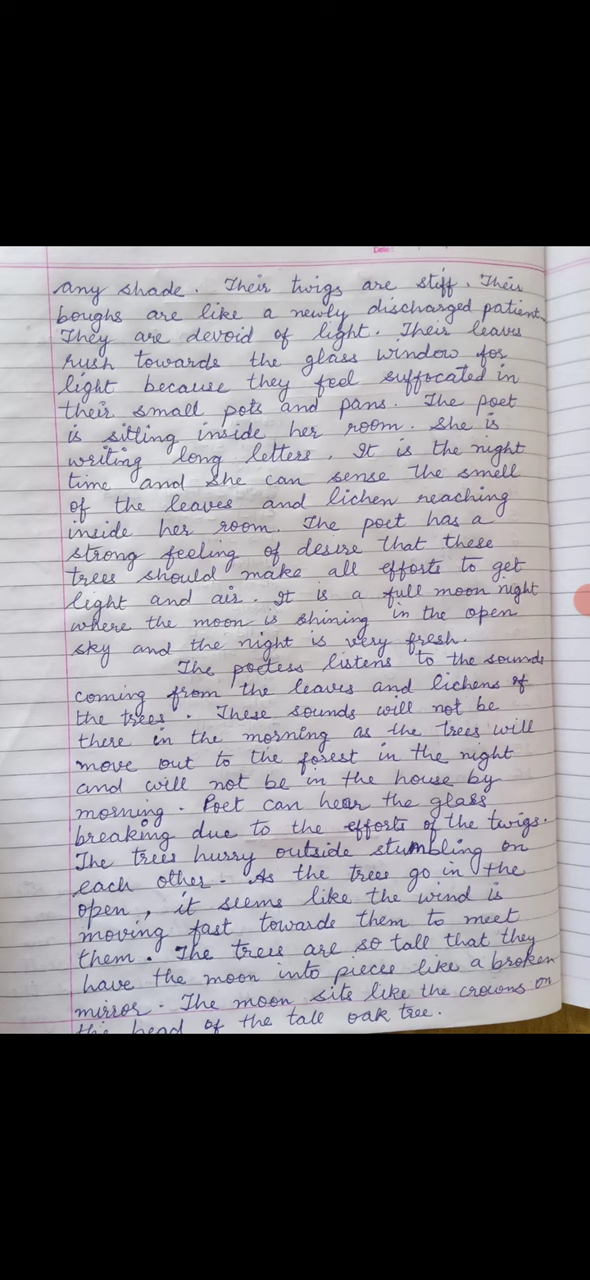 Date :
any shade. Their twigs are stiff. Their
boughs are like a newly discharged patient.
They are devoid of light. Their leaves
rush towards the glass window for
light because they feel suffocated in
their small pots and pans. The poet
is sitting inside her room. She is
writing long letters. It is the night
time and she can sense the smell
of the leaves and lichen reaching
inside her room. The poet has a
strong feeling of desire that these
trees should make all efforts to get
light and air. It is a full moon night
where the moon is shining in the open
sky and the night is very fresh.
The poetess listens to the sounds
coming from the leaves and lichens of
the trees. These sounds will not be
there in the morning as the trees will
move out to the forest in the night
and will not be in the house by
morning. Poet can hear the glass
breaking due to the efforts of the twigs.
The trees hurry outside stumbling on
each other. As the trees go in the
open, it seems like the wind is
moving fast towards them to meet
them. The trees are so tall that they
have the moon into pieces like a broken
mirror. The moon sits like the crowns on
the head of the tall oak tree.